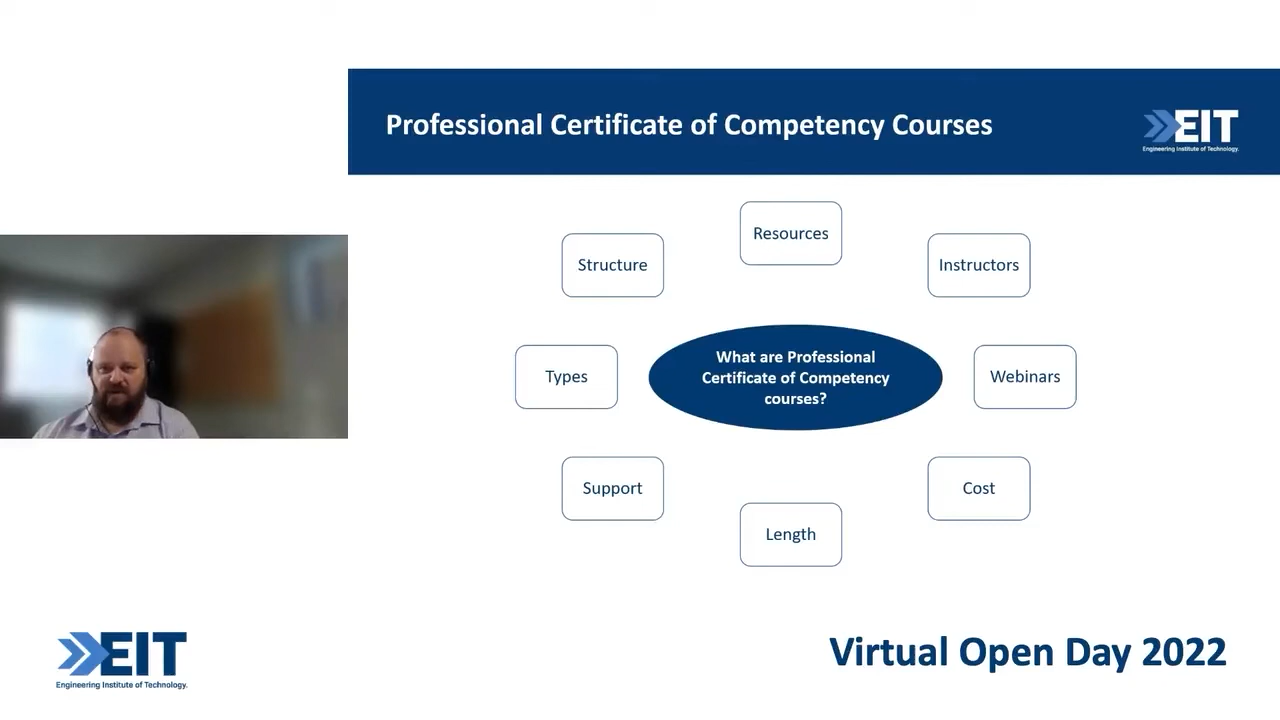 Professional Certificate of Competency Courses
EIT
Engineering Institute of Technology.
Resources
Structure
Instructors
What are Professional
Certificate of Competency
courses?
Types
Webinars
Support
Cost
Length
EIT
Engineering Institute of Technology.
Virtual Open Day 2022